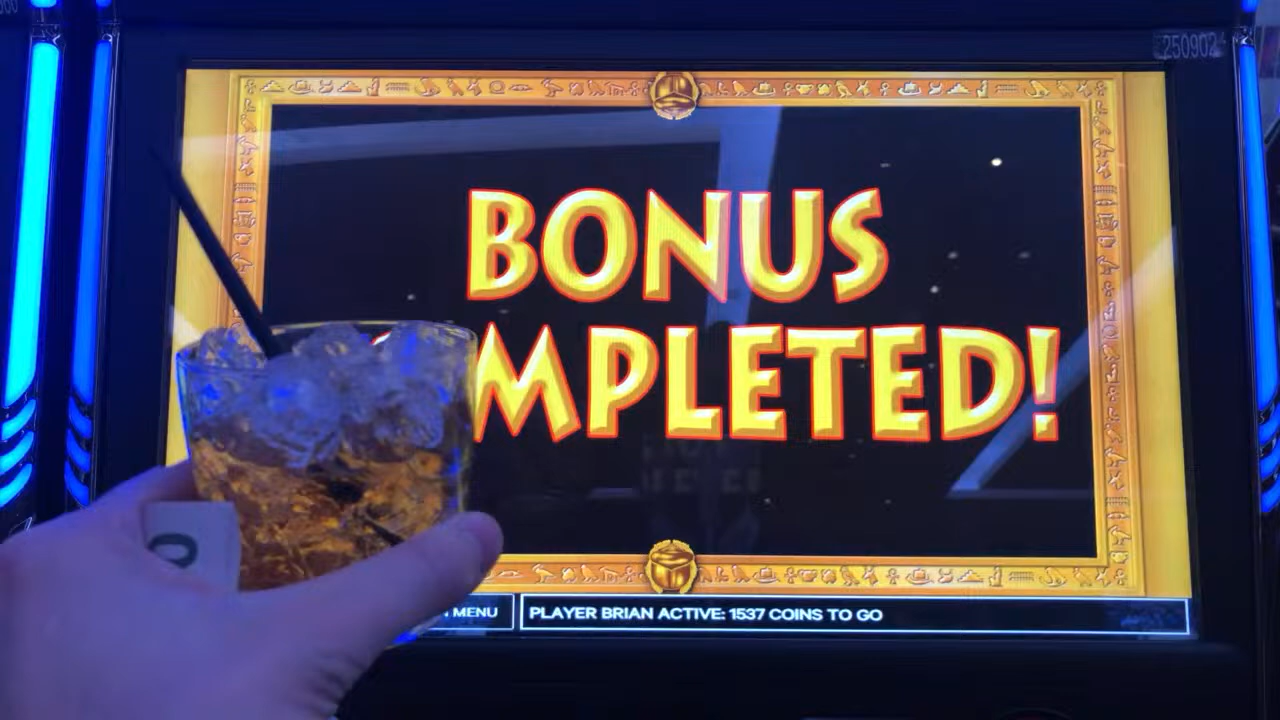 250902
BONUS
MPLETED!
MENU
PLAYER BRIAN ACTIVE: 1537 COINS TO GO